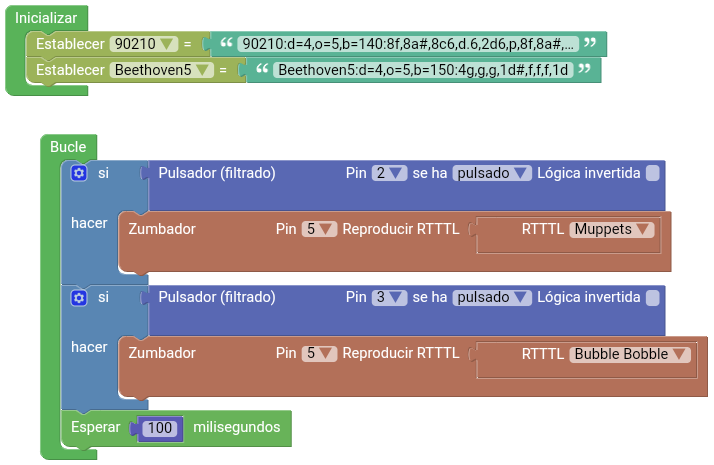 Inicializar
Establecer 90210 = “ 90210:d=4,o=5,b=140:8f,8a#,8c6,d.6,2d6,p,8f,8a#,... ”
Establecer Beethoven5 = “ Beethoven5:d=4,o=5,b=150:4g,g,g,1d#,f,f,f,1d ”
Bucle
si Pulsador (filtrado) Pin 2 se ha pulsado Lógica invertida
hacer Zumbador Pin 5 Reproducir RTTTL RTTTL Muppets
si Pulsador (filtrado) Pin 3 se ha pulsado Lógica invertida
hacer Zumbador Pin 5 Reproducir RTTTL RTTTL Bubble Bobble
Esperar 100 milisegundos